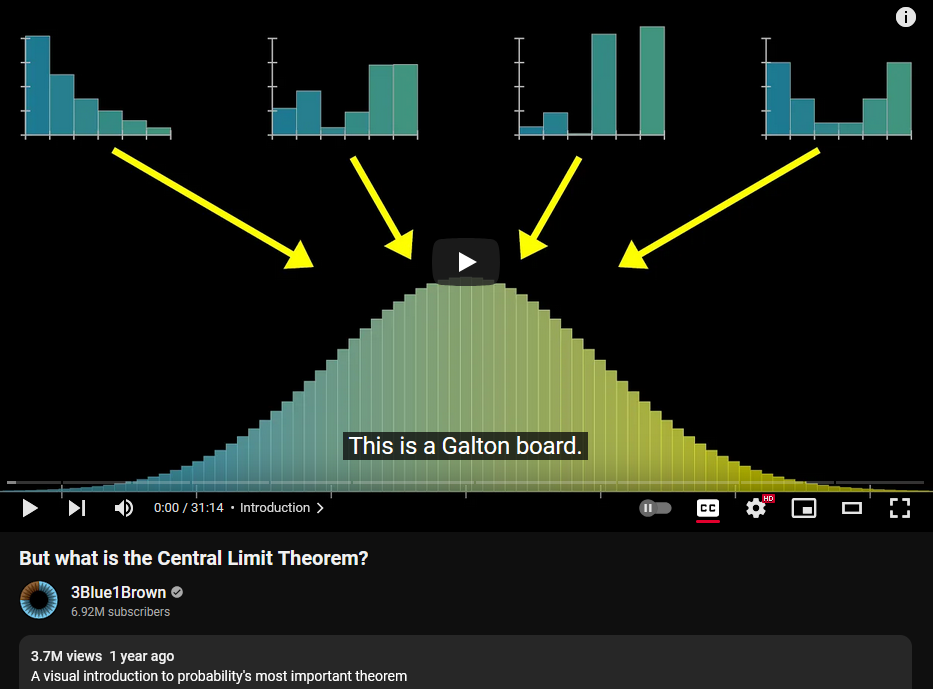 This is a Galton board.
0:00 / 31:14 • Introduction
CC
HD
But what is the Central Limit Theorem?
3Blue1Brown
6.92M subscribers
3.7M views 1 year ago
A visual introduction to probability's most important theorem